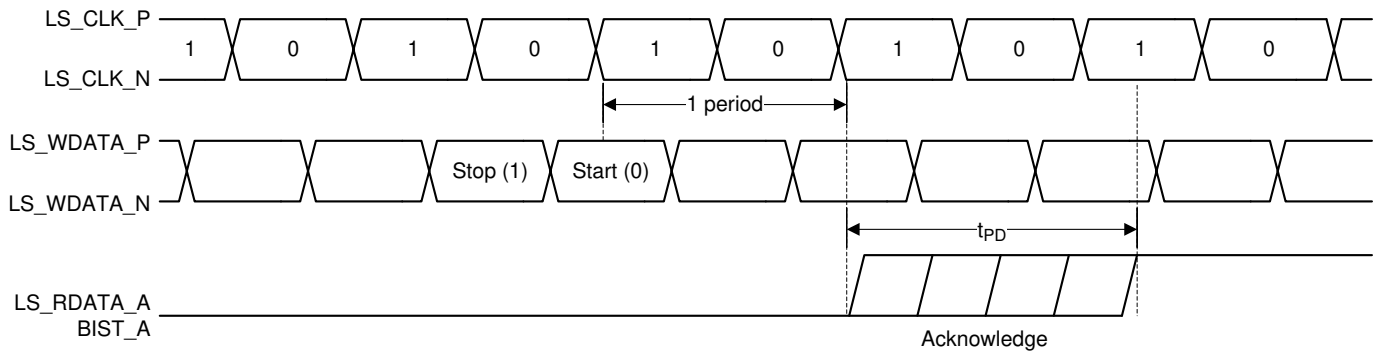 LS_CLK_P
1 0 1 0 1 0 1 0 1 0
LS_CLK_N
1 period
LS_WDATA_P
Stop (1) Start (0)
LS_WDATA_N
tPD
LS_RDATA_A
BIST_A
Acknowledge